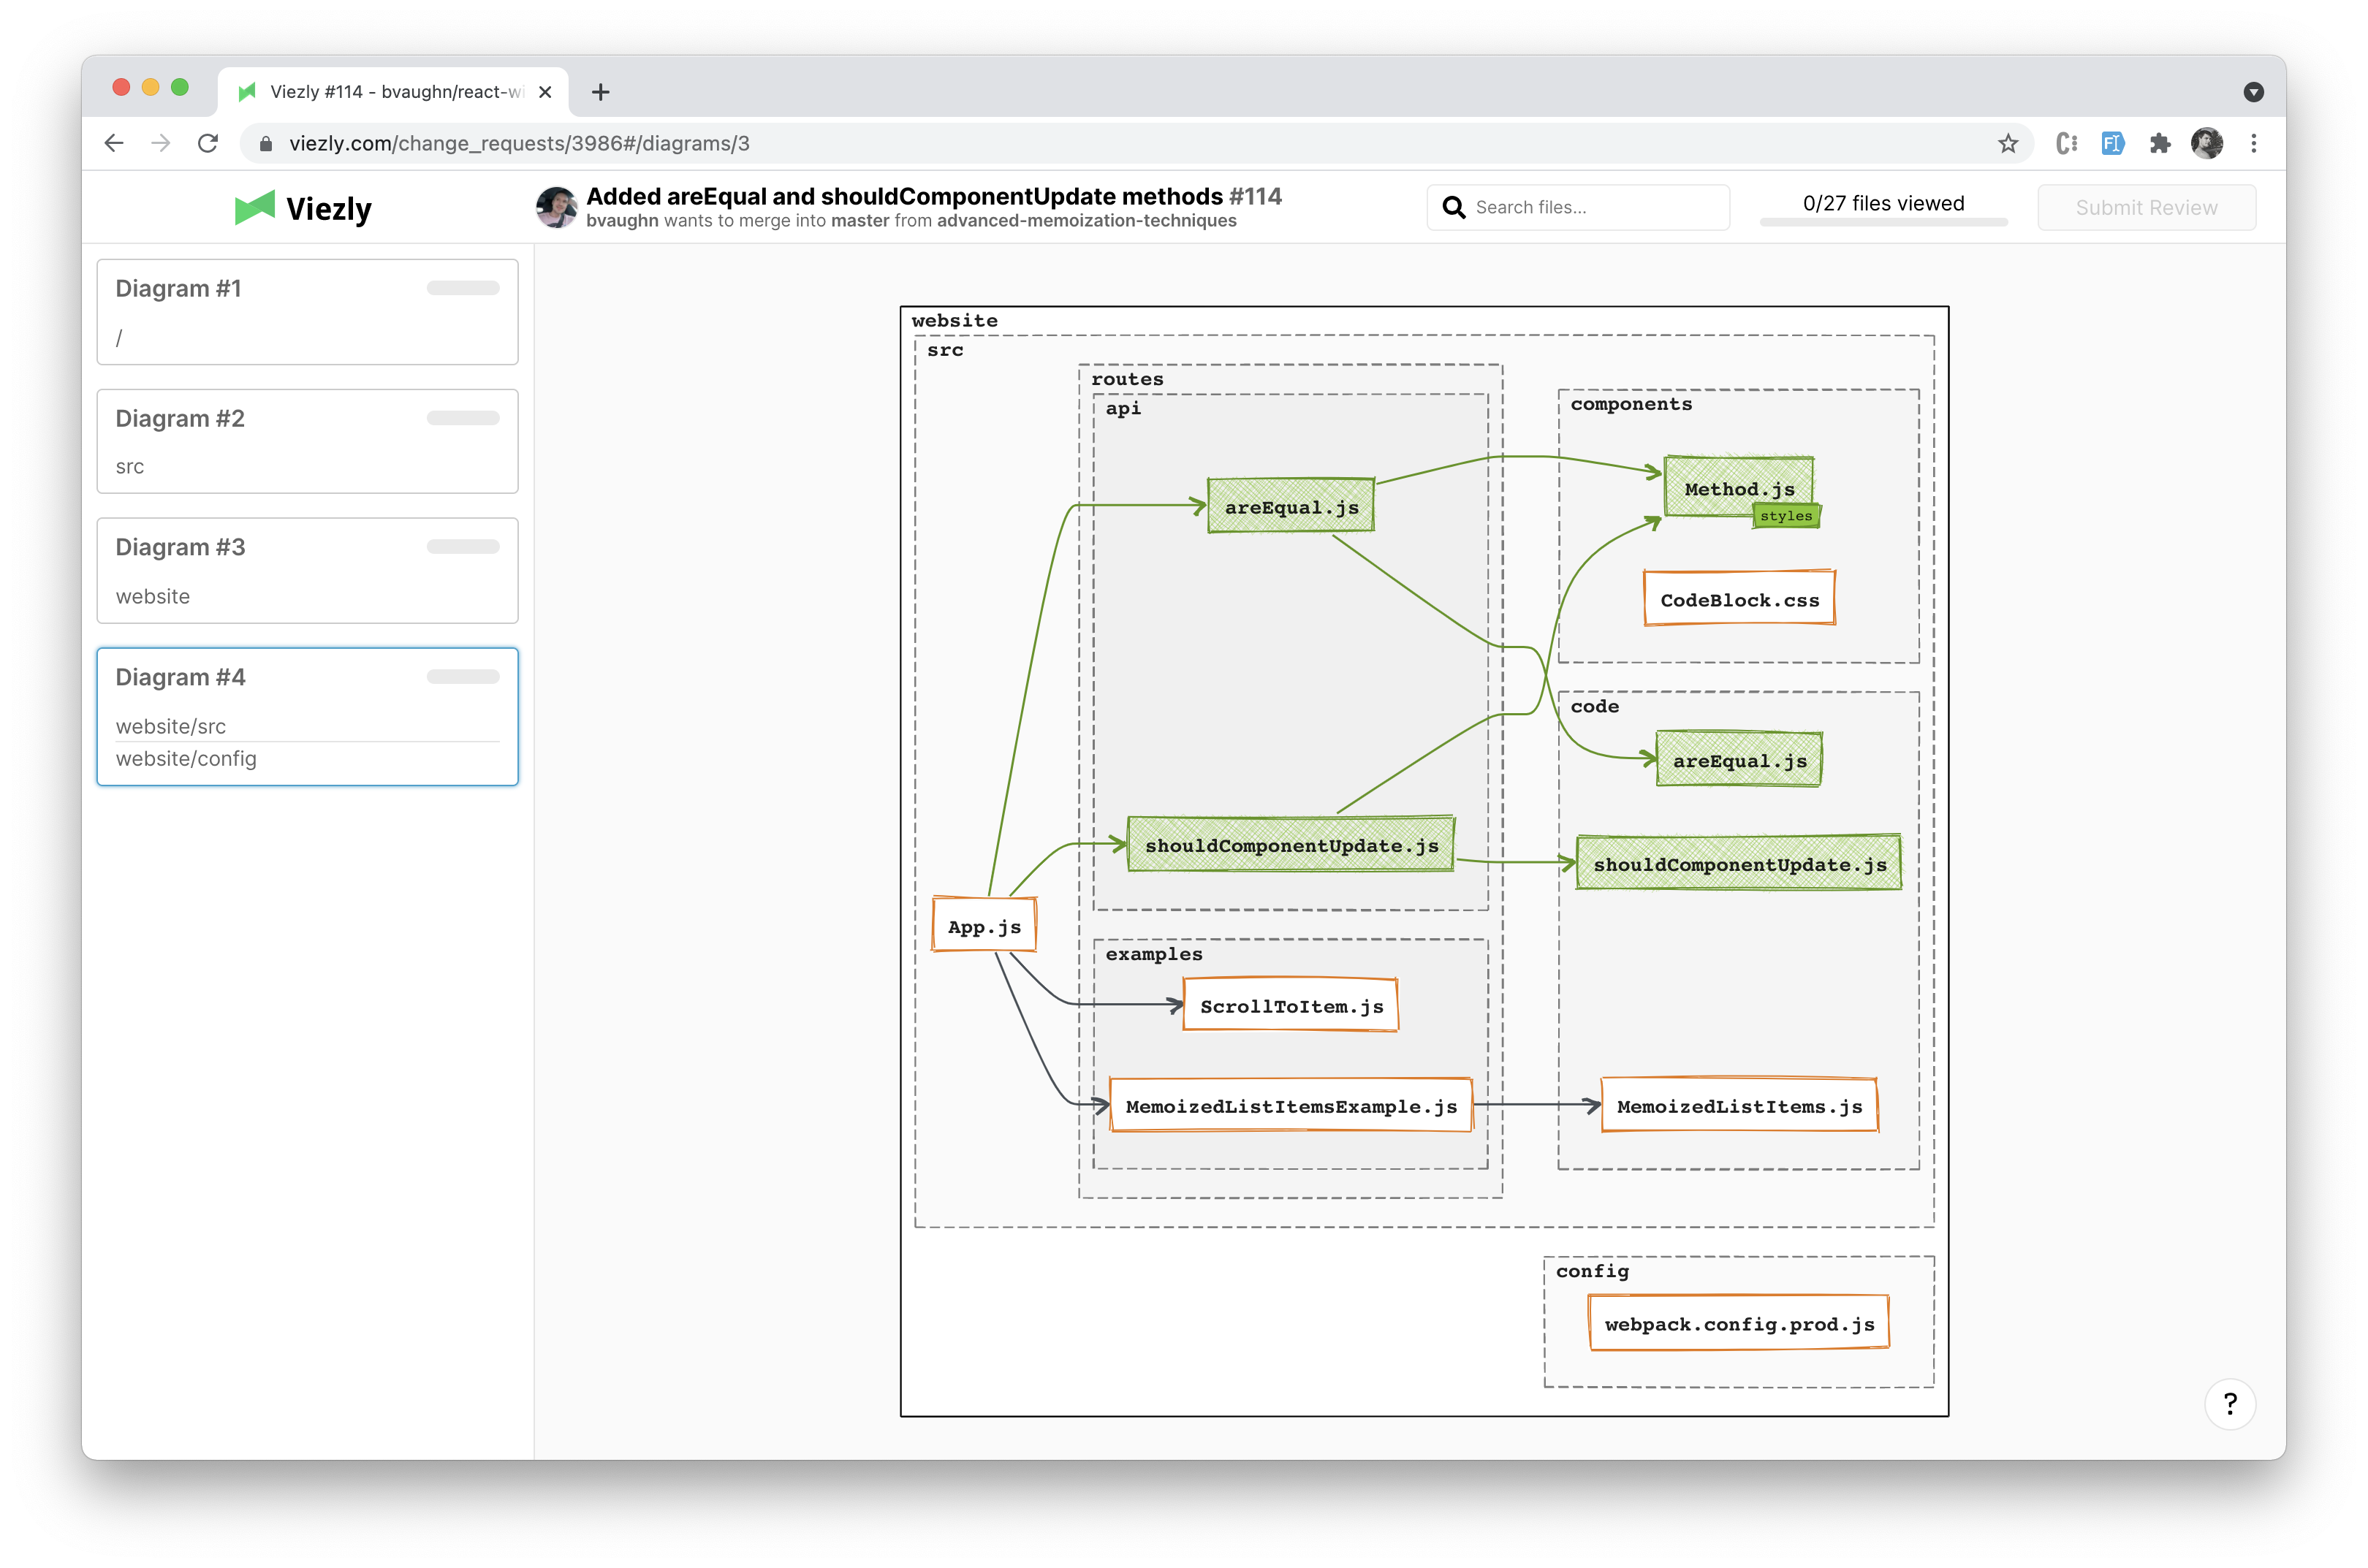 Viezly #114 - bvaughn/react-wi
viezly.com/change_requests/3986#/diagrams/3
Viezly
Added areEqual and shouldComponentUpdate methods #114
bvaughn wants to merge into master from advanced-memoization-techniques
Search files...
0/27 files viewed
Submit Review
Diagram #1
/
Diagram #2
src
Diagram #3
website
Diagram #4
website/src
website/config
website
src
routes
api
components
areEqual.js
Method.js
styles
CodeBlock.css
code
areEqual.js
shouldComponentUpdate.js
shouldComponentUpdate.js
App.js
examples
ScrollToItem.js
MemoizedListItemsExample.js
MemoizedListItems.js
config
webpack.config.prod.js
?